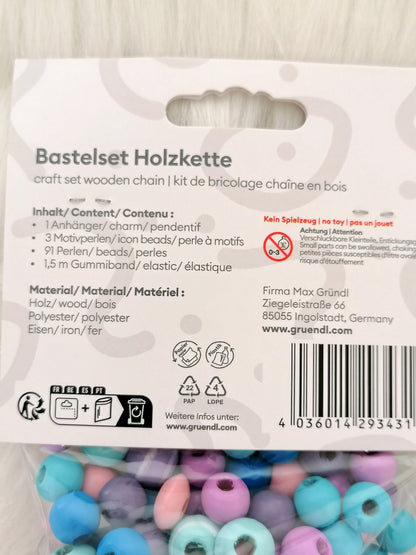 Bastelset Holzkette
craft set wooden chain | kit de bricolage chaîne en bois
Inhalt/ Content/ Contenu :
• 1 Anhänger/ charm/ pendentif
• 3 Motivperlen/ icon beads/ perle à motifs
• 91 Perlen/ beads/ perles
• 1,5 m Gummiband/ elastic/ élastique
Material/ Material/ Matériel :
Holz/ wood/ bois
Polyester/ polyester
Eisen/ iron/ fer
Kein Spielzeug | no toy | pas un jouet
0-3
Achtung | Attention |
Verschluckbare Kleinteile, Erstickungs
Small parts can be swallowed, choking
petites pièces susceptibles d'être avalé
risque d'étouffement
Firma Max Gründl
Ziegeleistraße 66
85055 Ingolstadt, Germany
www.gruendl.com
22
PAP
4
LDPE
FR BE ES PT
+
Weitere Infos unter:
www.gruendl.com
4 036014 293431